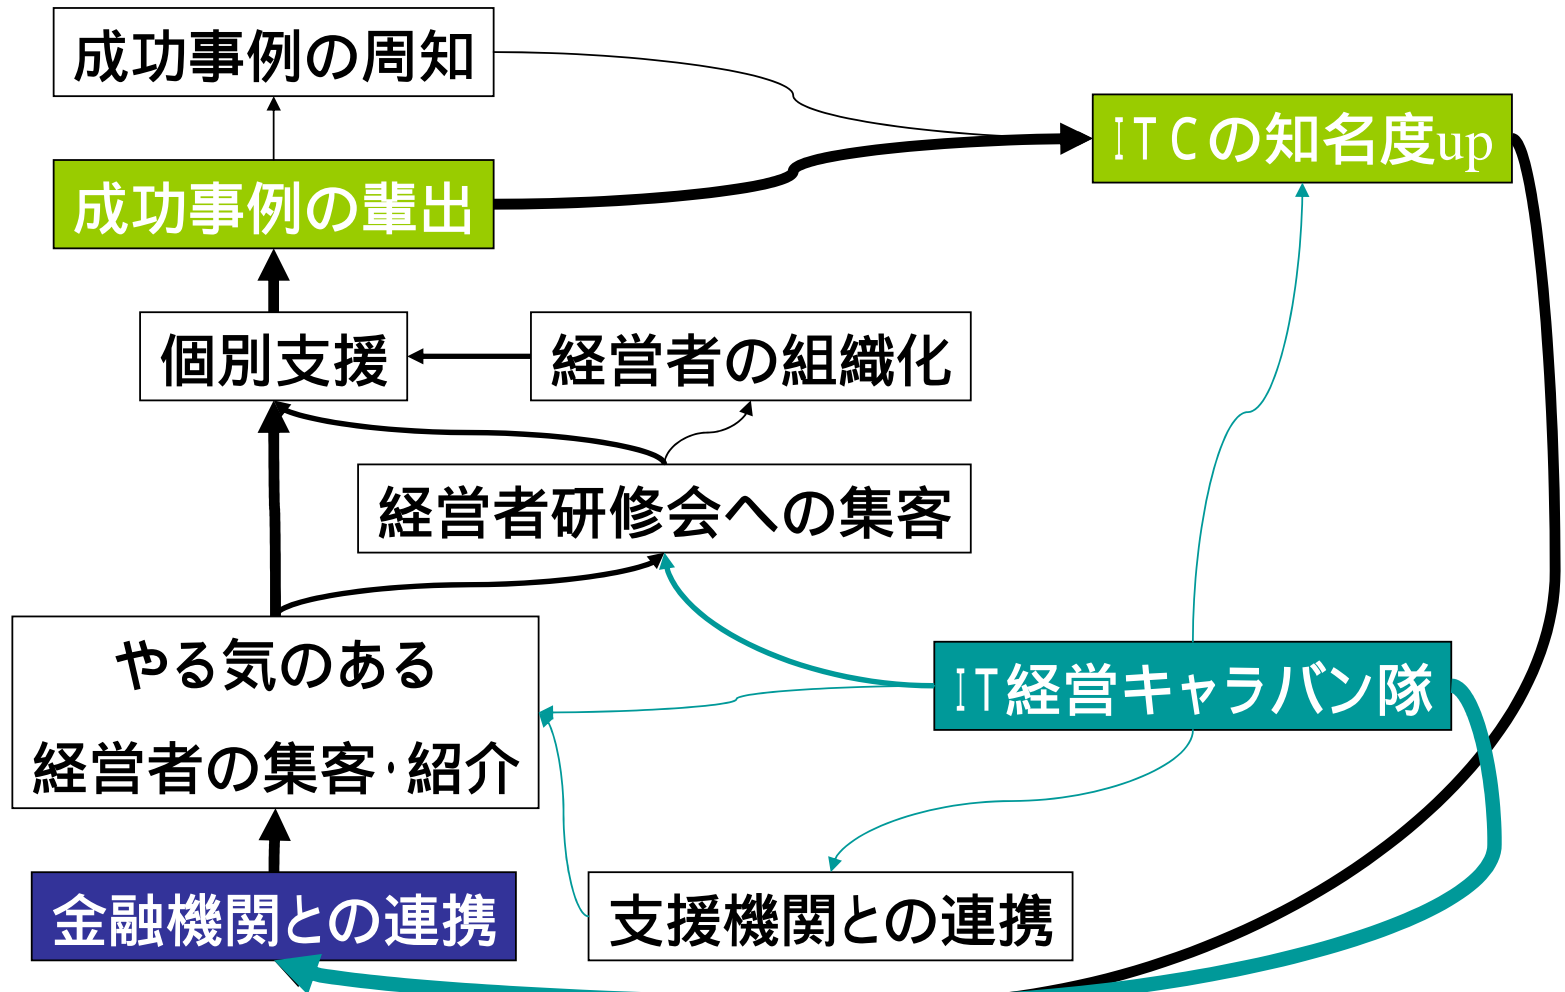 成功事例の周知
ITCの知名度up
成功事例の輩出
個別支援
経営者の組織化
経営者研修会への集客
やる気のある
経営者の集客・紹介
IT経営キャラバン隊
金融機関との連携
支援機関との連携